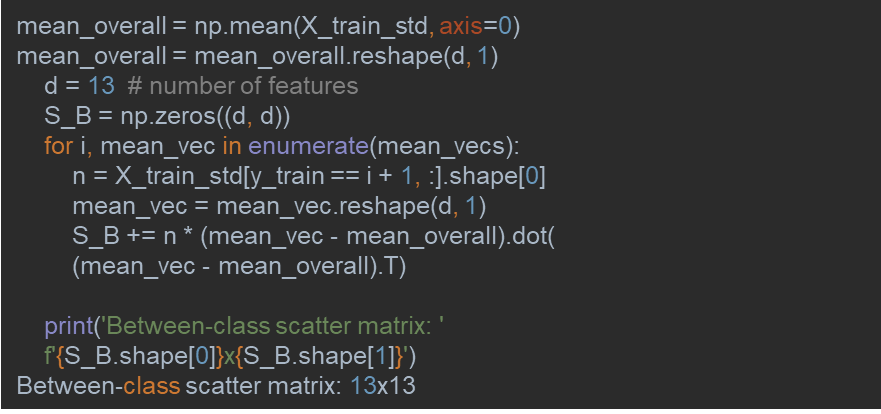 mean_overall = np.mean(X_train_std, axis=0)
mean_overall = mean_overall.reshape(d, 1)
d = 13 # number of features
S_B = np.zeros((d, d))
for i, mean_vec in enumerate(mean_vecs):
n = X_train_std[y_train == i + 1, :].shape[0]
mean_vec = mean_vec.reshape(d, 1)
S_B += n * (mean_vec - mean_overall).dot(
(mean_vec - mean_overall).T)
print('Between-class scatter matrix: '
f'{S_B.shape[0]}x{S_B.shape[1]}')
Between-class scatter matrix: 13x13